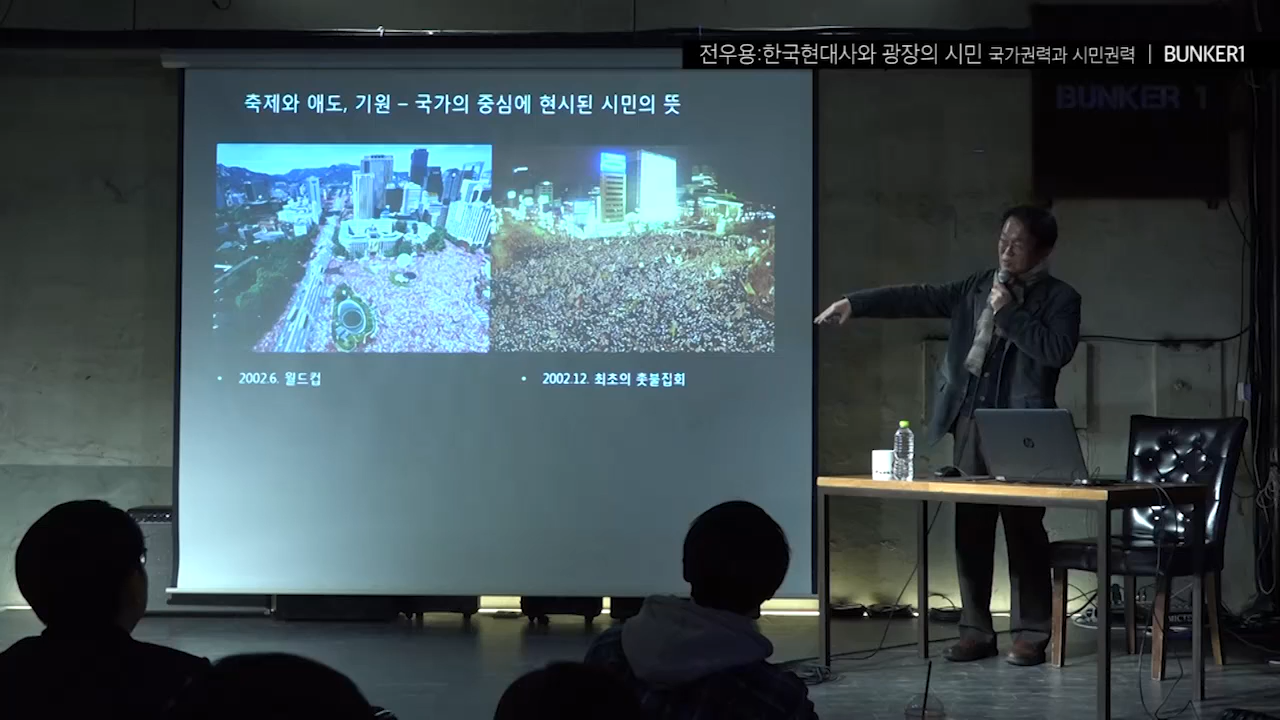 전우용:한국현대사와 광장의 시민 국가권력과 시민권력 | BUNKER1
BUNKER 1
축제와 애도, 기원 – 국가의 중심에 현시된 시민의 뜻
• 2002.6. 월드컵
• 2002.12. 최초의 촛불집회
hp